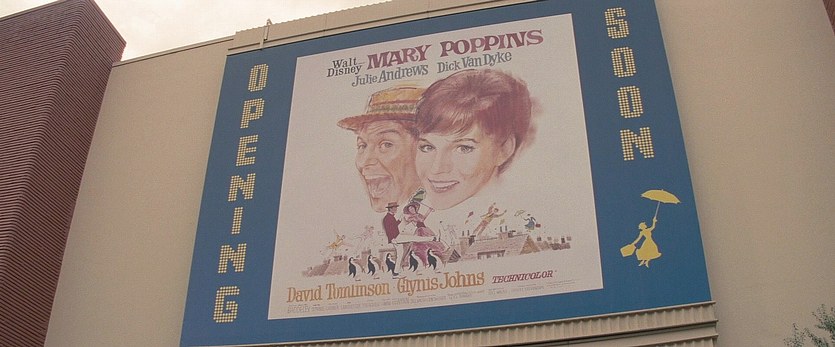 OPENING
SOON
Walt Disney MARY POPPINS
Julie Andrews Dick Van Dyke
David Tomlinson Glynis Johns TECHNICOLOR®